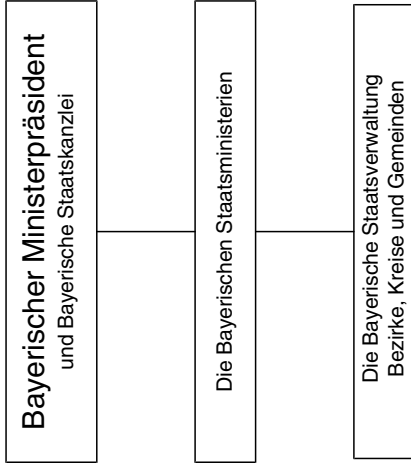 Bayerischer Ministerpräsident
und Bayerische Staatskanzlei
Die Bayerischen Staatsministerien
Die Bayerische Staatsverwaltung
Bezirke, Kreise und Gemeinden